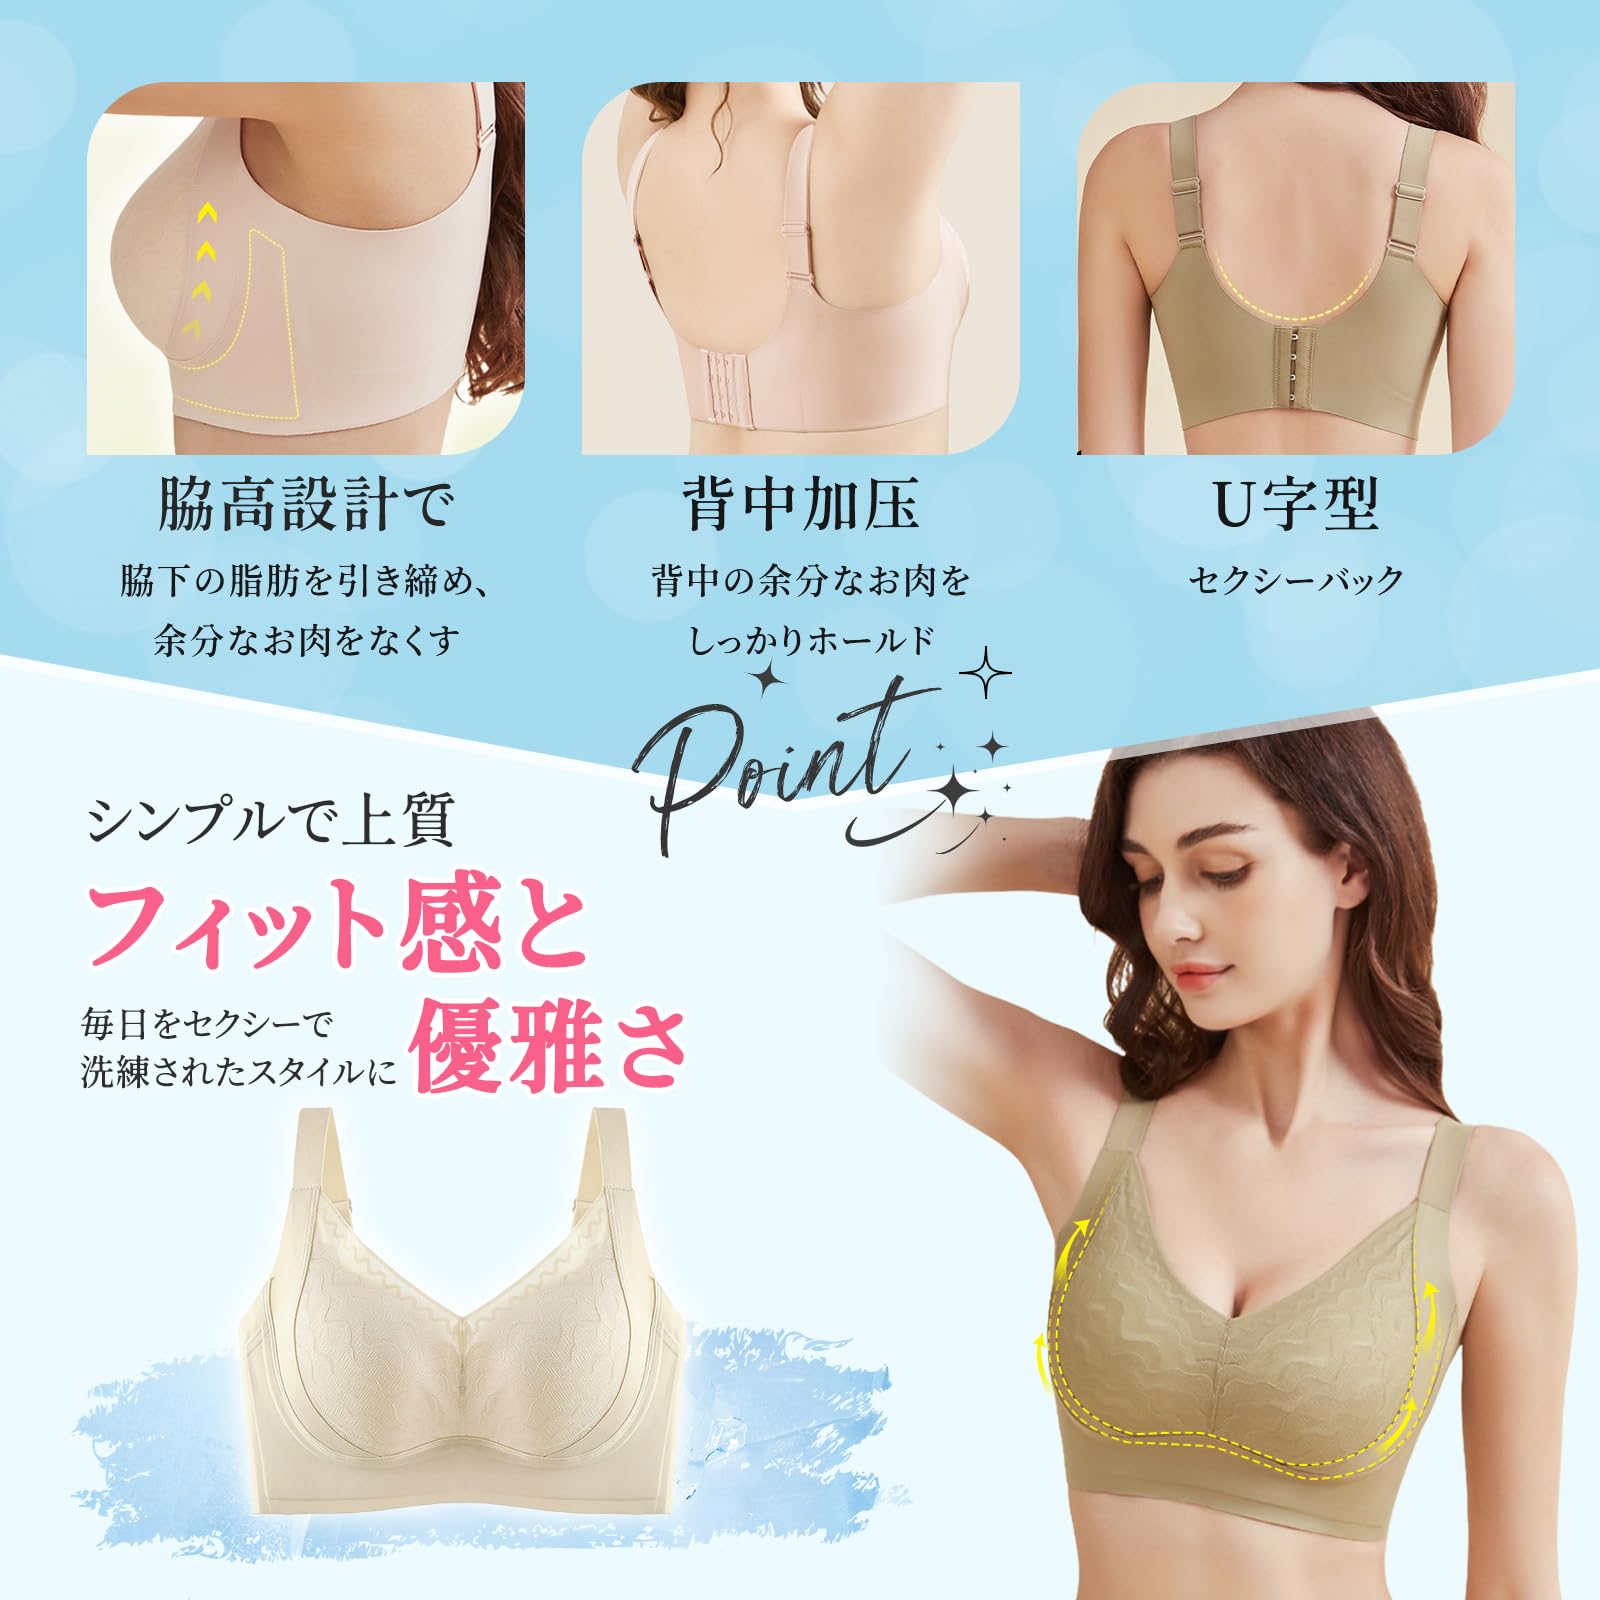 脇高設計で
脇下の脂肪を引き締め、
余分なお肉をなくす
背中加压
背中の余分なお肉を
しっかりホールド
U字型
セクシーバック
Point
シンプルで上質
フィット感と
毎日をセクシーで
洗練されたスタイルに
優雅さ